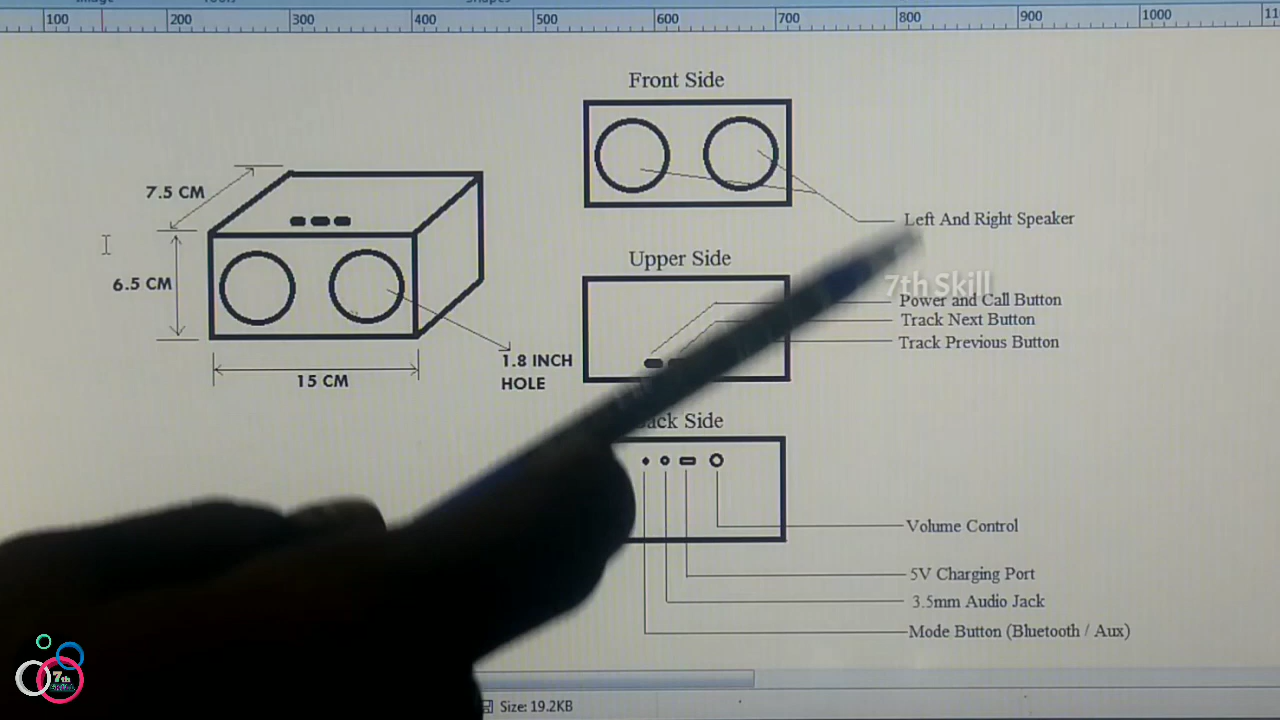 100 200 300 400 500 600 700 800 900 1000
Front Side
7.5 CM
6.5 CM
15 CM
1.8 INCH
HOLE
Left And Right Speaker
Upper Side
7th Skill
Power and Call Button
Track Next Button
Track Previous Button
Side
Volume Control
5V Charging Port
3.5mm Audio Jack
Mode Button (Bluetooth / Aux)
7th
Size: 19.2KB